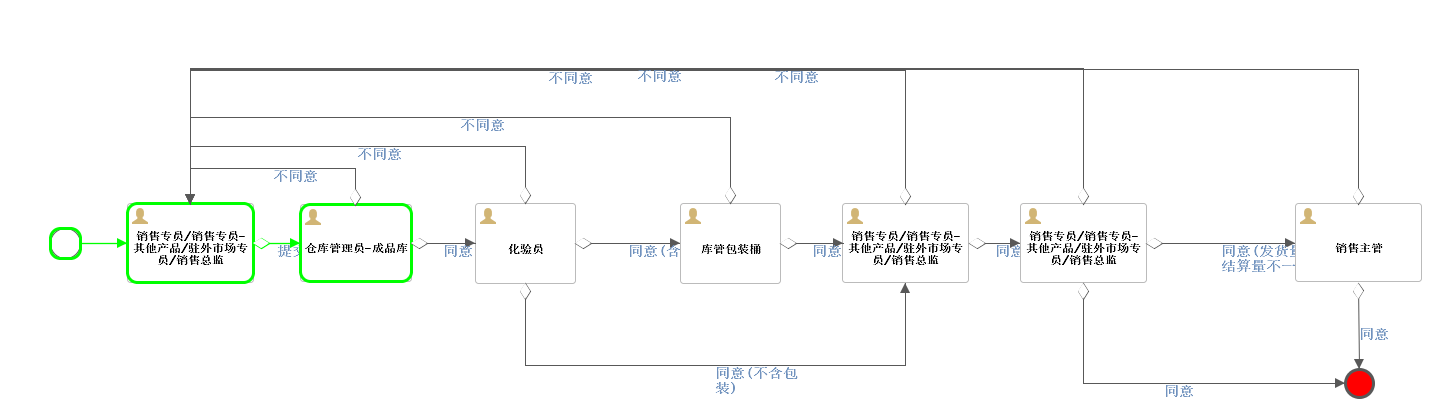 不同意
不同意
不同意
不同意
不同意
不同意
销售专员/销售专员-
其他产品/驻外市场专
员/销售总监
提交
仓库管理员-成品库
同意
化验员
同意(含
库管包装桶
同意
销售专员/销售专员-
其他产品/驻外市场专
员/销售总监
同意
销售专员/销售专员-
其他产品/驻外市场专
员/销售总监
同意(发货量
结算量不一
销售主管
同意
同意(不含包
装)
同意